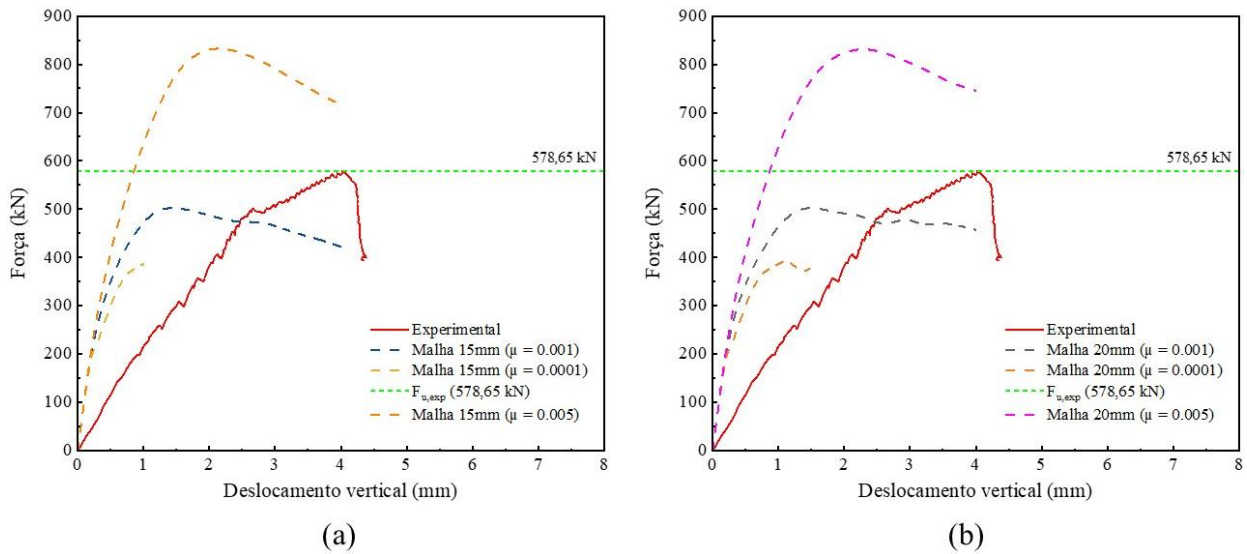 900
800
700
600
500
400
300
200
100
0
Força (kN)
578,65 kN
Experimental
Malha 15mm (μ = 0.001)
Malha 15mm (μ = 0.0001)
Fu,exp (578,65 kN)
Malha 15mm (μ = 0.005)
0 1 2 3 4 5 6 7 8
Deslocamento vertical (mm)
(a)
900
800
700
600
500
400
300
200
100
0
Força (kN)
578,65 kN
Experimental
Malha 20mm (μ = 0.001)
Malha 20mm (μ = 0.0001)
Fu,exp (578,65 kN)
Malha 20mm (μ = 0.005)
0 1 2 3 4 5 6 7 8
Deslocamento vertical (mm)
(b)